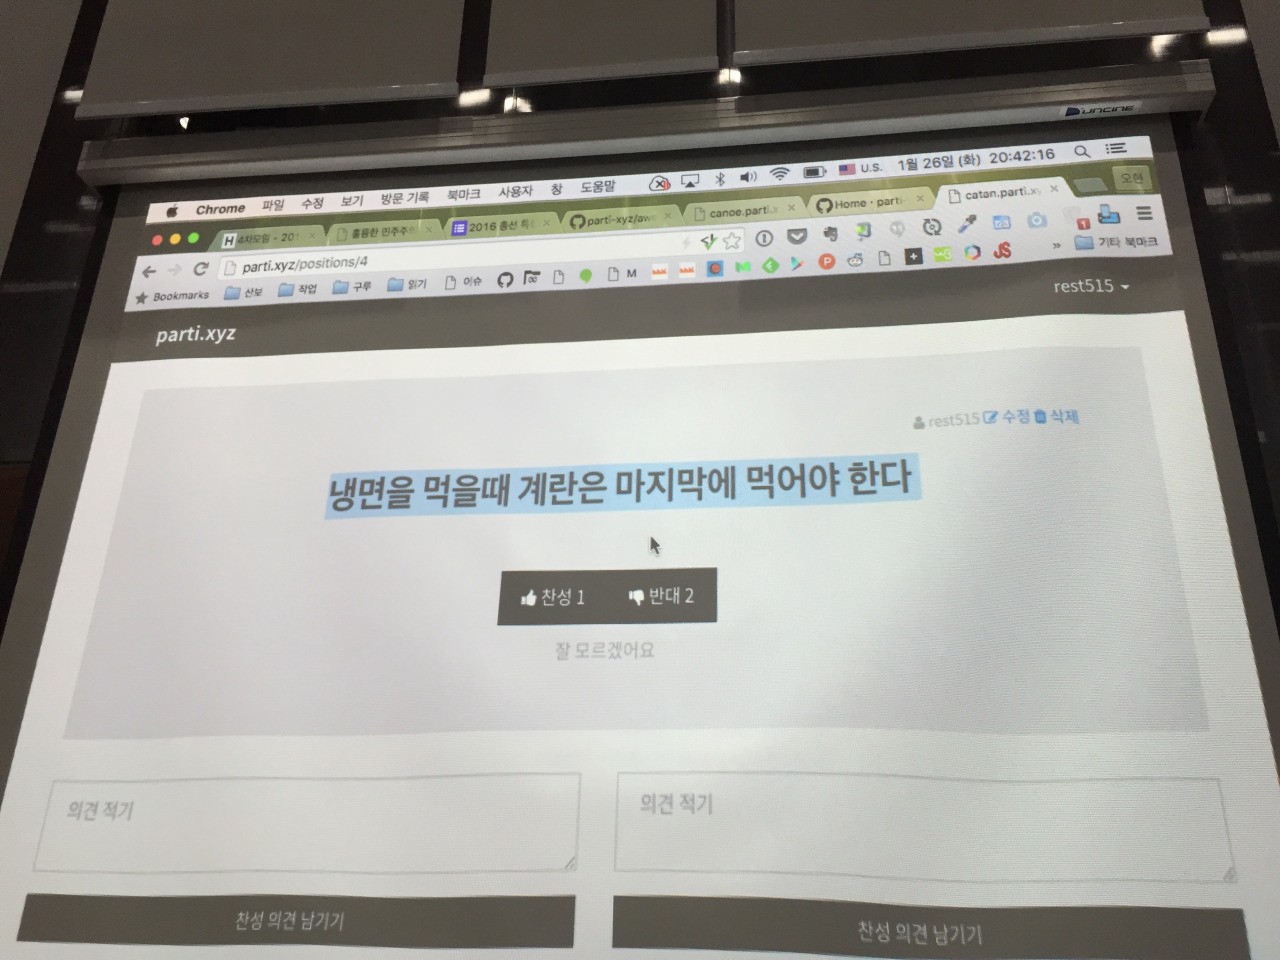 DUNCINE
Chrome 파일 수정 보기 방문 기록 북마크 사용자 창 도움말 U.S. 1월 26일 (화) 20:42:16
4차모임 - 201 훌륭한 민주주의 2016 총선 특 parti-xyz/awe canoe.parti.x Home · parti- catan.parti.xy 오현
parti.xyz/positions/4
Bookmarks 산보 작업 구루 읽기 이슈 M 기타 북마크
parti.xyz rest515
rest515 수정 삭제
냉면을 먹을때 계란은 마지막에 먹어야 한다
찬성 1 반대 2
잘 모르겠어요
의견 적기 의견 적기
찬성 의견 남기기 찬성 의견 남기기